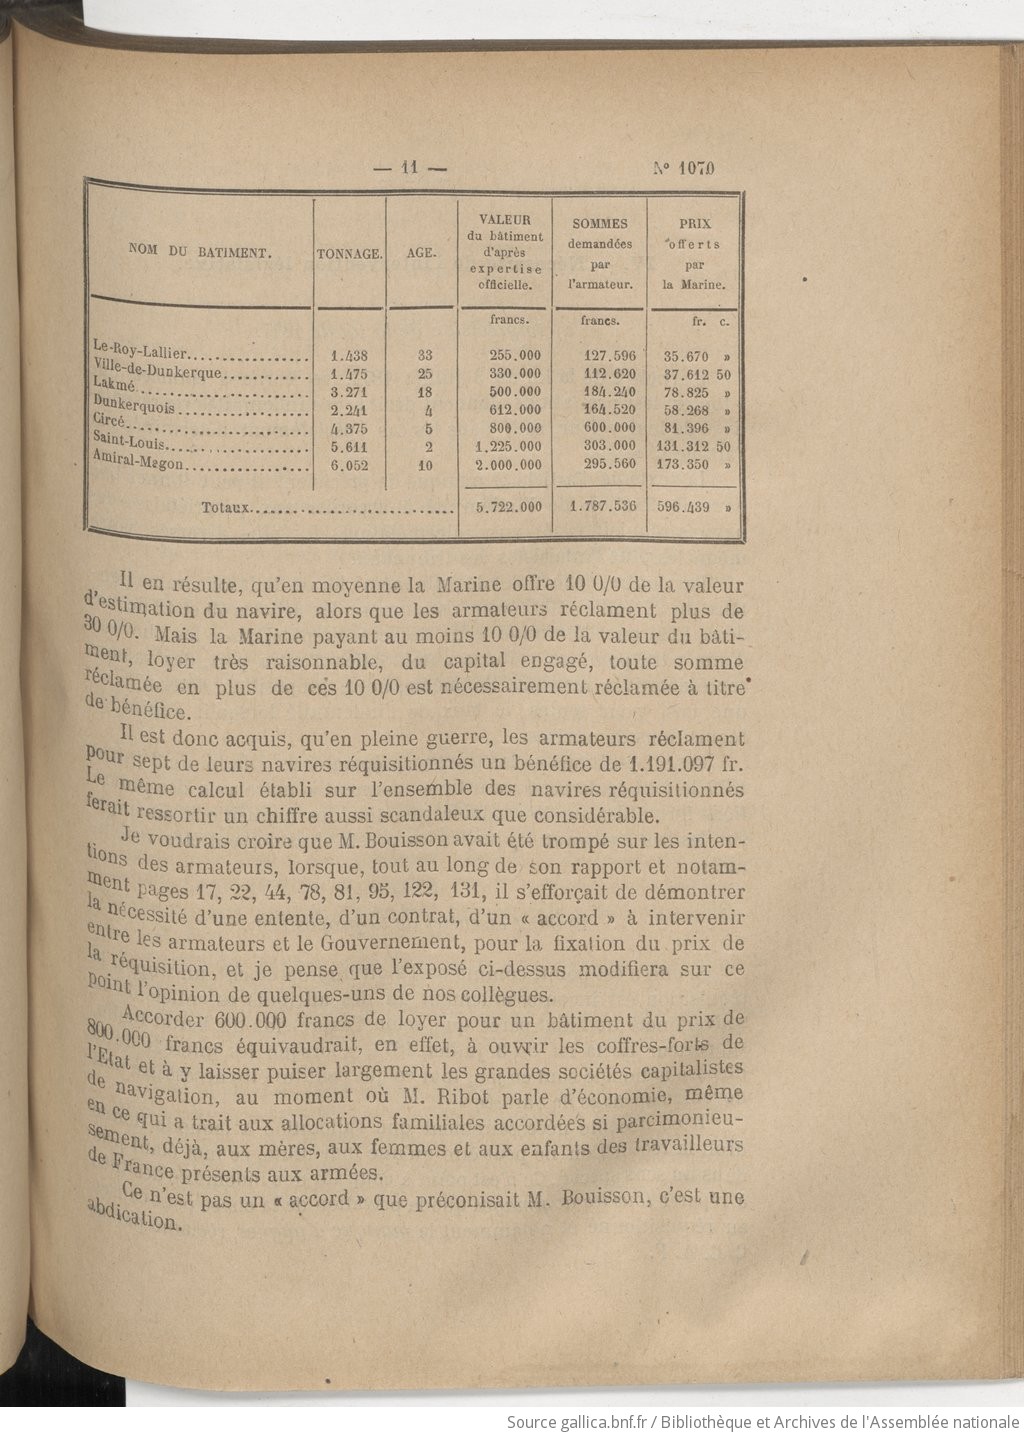 — 11 —
N° 1070
NOM DU BATIMENT. TONNAGE. AGE. VALEUR du bâtiment d'après expertise officielle. SOMMES demandées par l'armateur. PRIX offerts par la Marine.
francs. francs. fr. c.
Le-Roy-Lallier................ 1.438 33 255.000 127.596 35.670 »
Ville-de-Dunkerque............ 1.475 25 330.000 112.620 37.612 50
Lakmé........................ 3.271 18 500.000 184.240 78.825 »
Dunkerquois.................. 2.241 4 612.000 164.520 58.268 »
Circé........................ 4.375 5 800.000 600.000 81.396 »
Saint-Louis.................. 5.611 2 1.225.000 303.000 131.312 50
Amiral-Magon................. 6.052 10 2.000.000 295.560 173.350 »
Totaux............................ 5.722.000 1.787.536 596.439 »
Il en résulte, qu'en moyenne la Marine offre 10 0/0 de la valeur
d'estimation du navire, alors que les armateurs réclament plus de
30 0/0. Mais la Marine payant au moins 10 0/0 de la valeur du bâti-
ment, loyer très raisonnable, du capital engagé, toute somme
réclamée en plus de ces 10 0/0 est nécessairement réclamée à titre
de bénéfice.
Il est donc acquis, qu'en pleine guerre, les armateurs réclament
pour sept de leurs navires réquisitionnés un bénéfice de 1.191.097 fr.
Le même calcul établi sur l'ensemble des navires réquisitionnés
ferait ressortir un chiffre aussi scandaleux que considérable.
Je voudrais croire que M. Bouisson avait été trompé sur les inten-
tions des armateurs, lorsque, tout au long de son rapport et notam-
ment pages 17, 22, 44, 78, 81, 95, 122, 131, il s'efforçait de démontrer
la nécessité d'une entente, d'un contrat, d'un « accord » à intervenir
entre les armateurs et le Gouvernement, pour la fixation du prix de
la réquisition, et je pense que l'exposé ci-dessus modifiera sur ce
point l'opinion de quelques-uns de nos collègues.
Accorder 600.000 francs de loyer pour un bâtiment du prix de
800.000 francs équivaudrait, en effet, à ouvrir les coffres-forts de
l'Etat et à y laisser puiser largement les grandes sociétés capitalistes
de navigation, au moment où M. Ribot parle d'économie, même
en ce qui a trait aux allocations familiales accordées si parcimonieu-
sement, déjà, aux mères, aux femmes et aux enfants des travailleurs
de France présents aux armées.
Ce n'est pas un « accord » que préconisait M. Bouisson, c'est une
abdication.
Source gallica.bnf.fr / Bibliothèque et Archives de l'Assemblée nationale